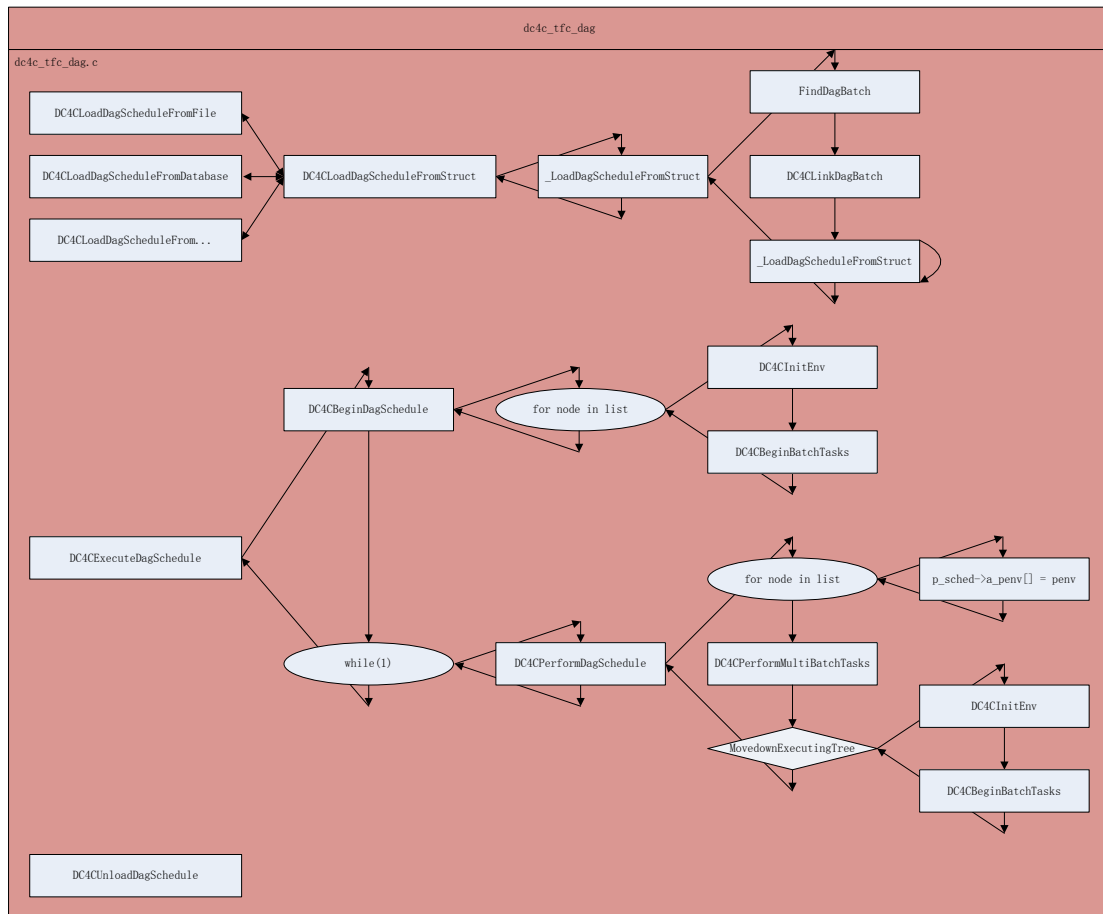 dc4c_tfc_dag
dc4c_tfc_dag.c
FindDagBatch
DC4CLoadDagScheduleFromFile
DC4CLoadDagScheduleFromDatabase
DC4CLoadDagScheduleFromStruct
_LoadDagScheduleFromStruct
DC4CLinkDagBatch
DC4CLoadDagScheduleFrom...
_LoadDagScheduleFromStruct
DC4CInitEnv
DC4CBeginDagSchedule
for node in list
DC4CBeginBatchTasks
DC4CExecuteDagSchedule
for node in list
p_sched->a_penv[] = penv
while(1)
DC4CPerformDagSchedule
DC4CPerformMultiBatchTasks
DC4CInitEnv
MovedownExecutingTree
DC4CBeginBatchTasks
DC4CUnloadDagSchedule